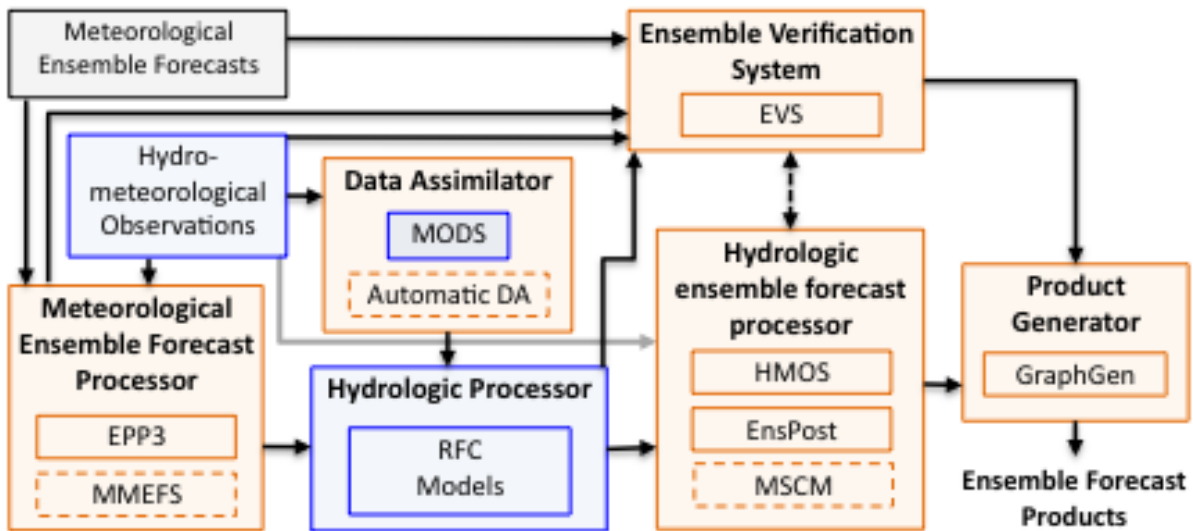 Meteorological
Ensemble Forecasts
Ensemble Verification
System
EVS
Hydro-
meteorological
Observations
Data Assimilator
MODS
Automatic DA
Meteorological
Ensemble Forecast
Processor
EPP3
MMEFS
Hydrologic Processor
RFC
Models
Hydrologic
ensemble forecast
processor
HMOS
EnsPost
MSCM
Product
Generator
GraphGen
Ensemble Forecast
Products